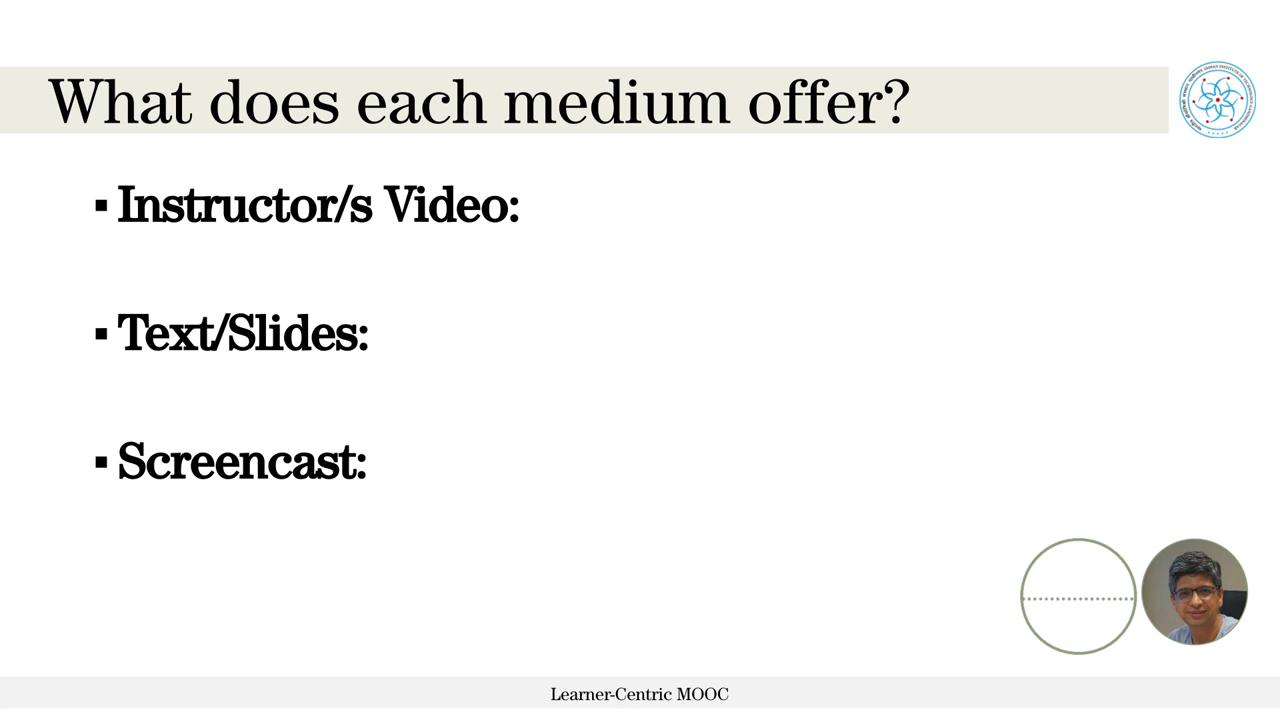 What does each medium offer?
▪ Instructor/s Video:
▪ Text/Slides:
▪ Screencast:
Learner-Centric MOOC